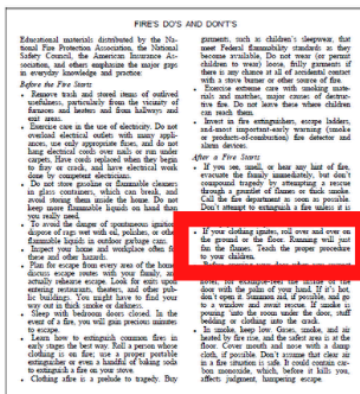 FIRE'S DO'S AND DON'TS
Educational materials distributed by the Na-
tional Fire Protection Association, the National
Safety Council, the American Insurance As-
sociation, and others emphasize the major gaps
in everyday knowledge and practice:
Before the Fire Starts
• Remove trash and stored items of outlived
usefulness, particularly from the vicinity of
furnaces and heaters and from hallways and
exit areas.
• Exercise care in the use of electricity. Do not
overload electrical outlets with many appli-
ances, use only appropriate fuses, and do not
hang electrical cords over nails or run under
carpets. Have cords replaced when they begin
to fray or crack, and have electrical work
done by competent electricians.
• Do not store gasoline or flammable cleaners
in glass containers, which can break, and
avoid storing them inside the home. Do not
keep more flammable liquids on hand than
you really need.
• To avoid the danger of spontaneous ignition
dispose of rags wet with oil, polishes, or other
flammable liquids in outdoor garbage cans.
• Inspect your home and workplace often for
these and other hazards.
• Plan for escape from every area of the home
discuss escape routes with your family, and
actually rehearse escape. Look for exits upon
entering restaurants, theaters, and other pub-
lic buildings. You might have to find your
way out in thick smoke or darkness.
• Sleep with bedroom doors closed. In the
event of a fire, you will gain precious minutes
to escape.
• Learn how to extinguish common fires in
early stages the best way. Roll a person whose
clothing is on fire; use a proper portable
extinguisher or even a handful of baking soda
to extinguish a fire on your stove.
• Clothing afire is a prelude to tragedy. Buy
garments, such as children's sleepwear, that
meet Federal flammability standards as they
become available. Do not wear (or permit
children to wear) loose, frilly garments if
there is any chance at all of accidental contact
with a stove burner or other source of fire.
• Exercise extreme care with smoking mate-
rials and matches, major causes of destruc-
tive fire. Do not leave these where children
can reach them.
• Invest in fire extinguishers, escape ladders,
and-most important-early warning (smoke
or products-of-combustion) fire detector and
alarm devices.
After a Fire Starts:
• If you see, smell, or hear any hint of fire,
evacuate the family immediately, but don't
compound tragedy by attempting a rescue
through a gauntlet of flames or thick smoke.
Call the fire department as soon as possible.
Don't attempt to extinguish a fire unless it is
• If your clothing ignites, roll over and over on
the ground or the floor. Running will just
fan the flames. Teach the proper procedure
to your children.
door with the palm of your hand. If it's hot,
don't open it. Summon aid, if possible, and go
to a window and await rescue. If smoke is
pouring into the room under the door, stuff
bedding or clothing into the crack.
• In smoke, keep low. Gases, smoke, and air
heated by fire rise, and the safest area is at the
floor. Cover mouth and nose with a damp
cloth, if possible. Don't assume that clear air
in a fire situation is safe. It could contain car-
bon monoxide, which, before it kills you,
affects judgment, hampering escape.